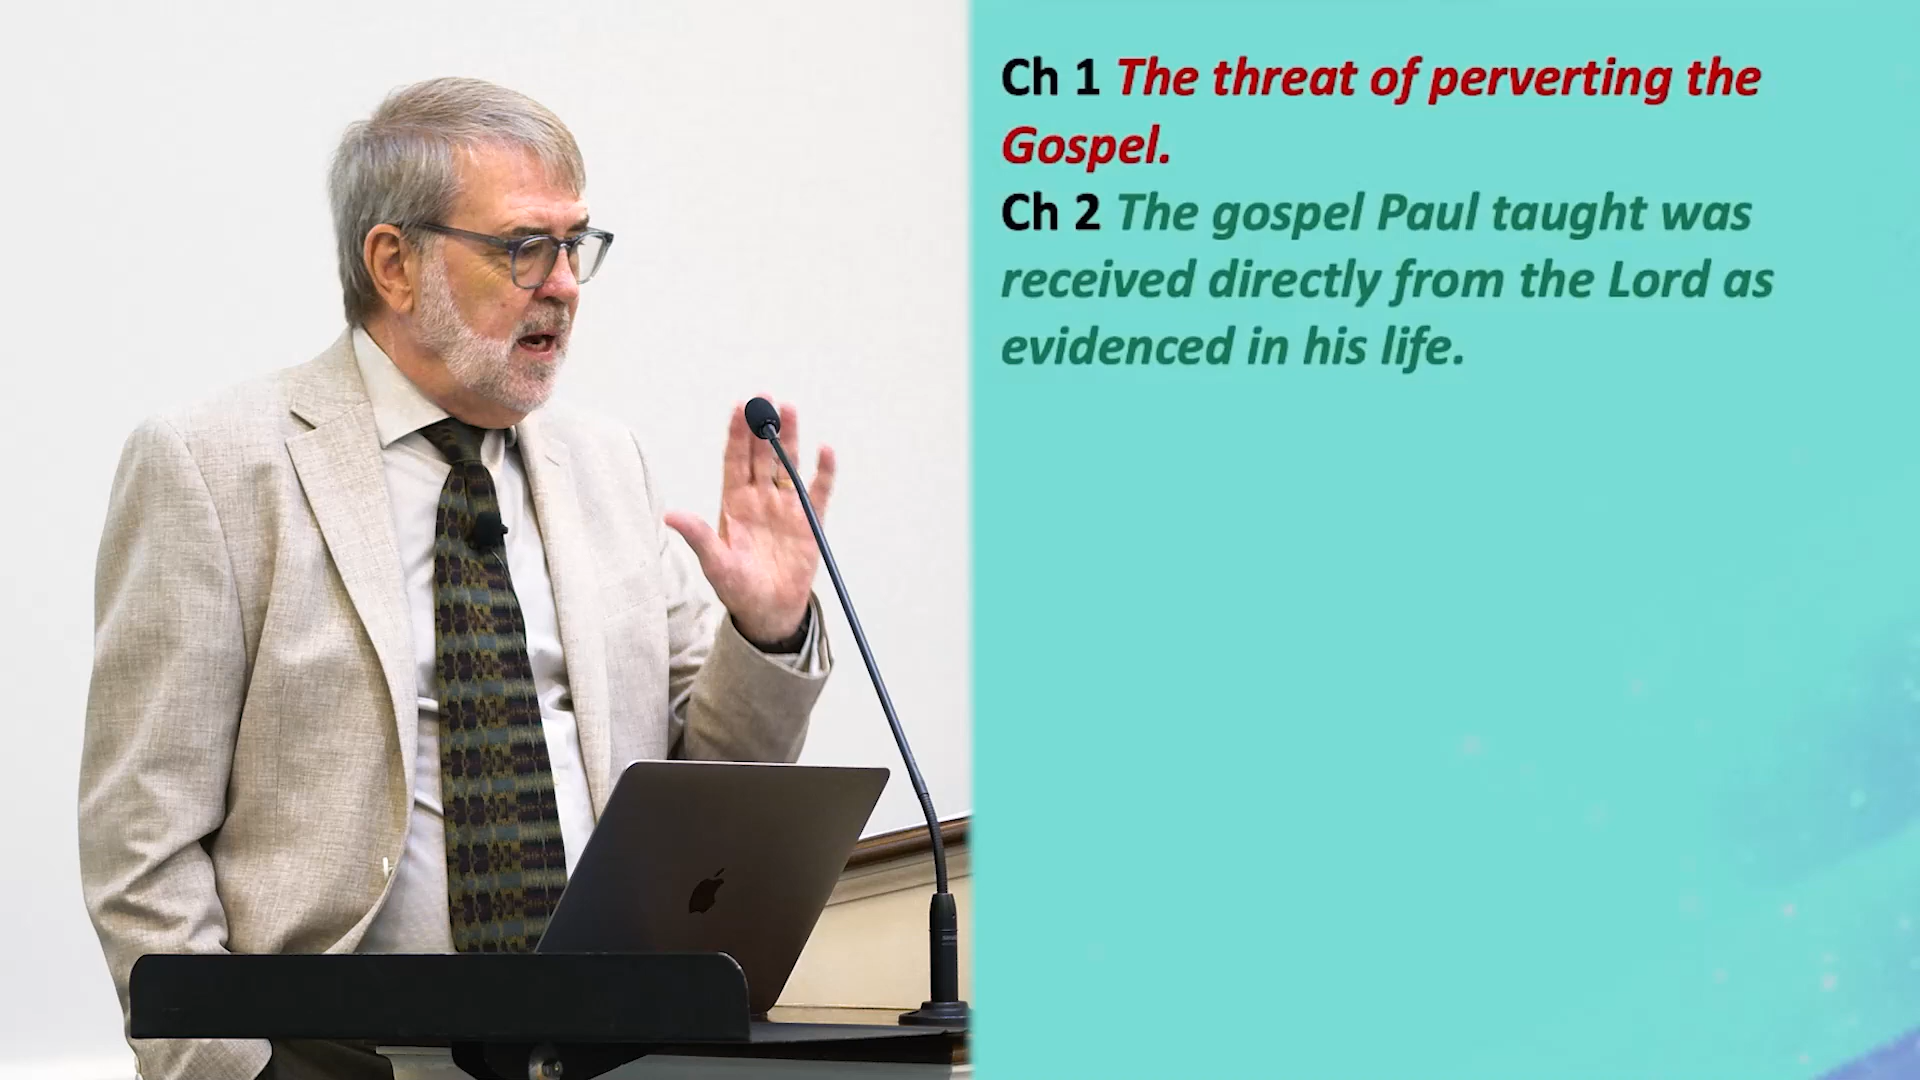 Ch 1 The threat of perverting the
Gospel.
Ch 2 The gospel Paul taught was
received directly from the Lord as
evidenced in his life.